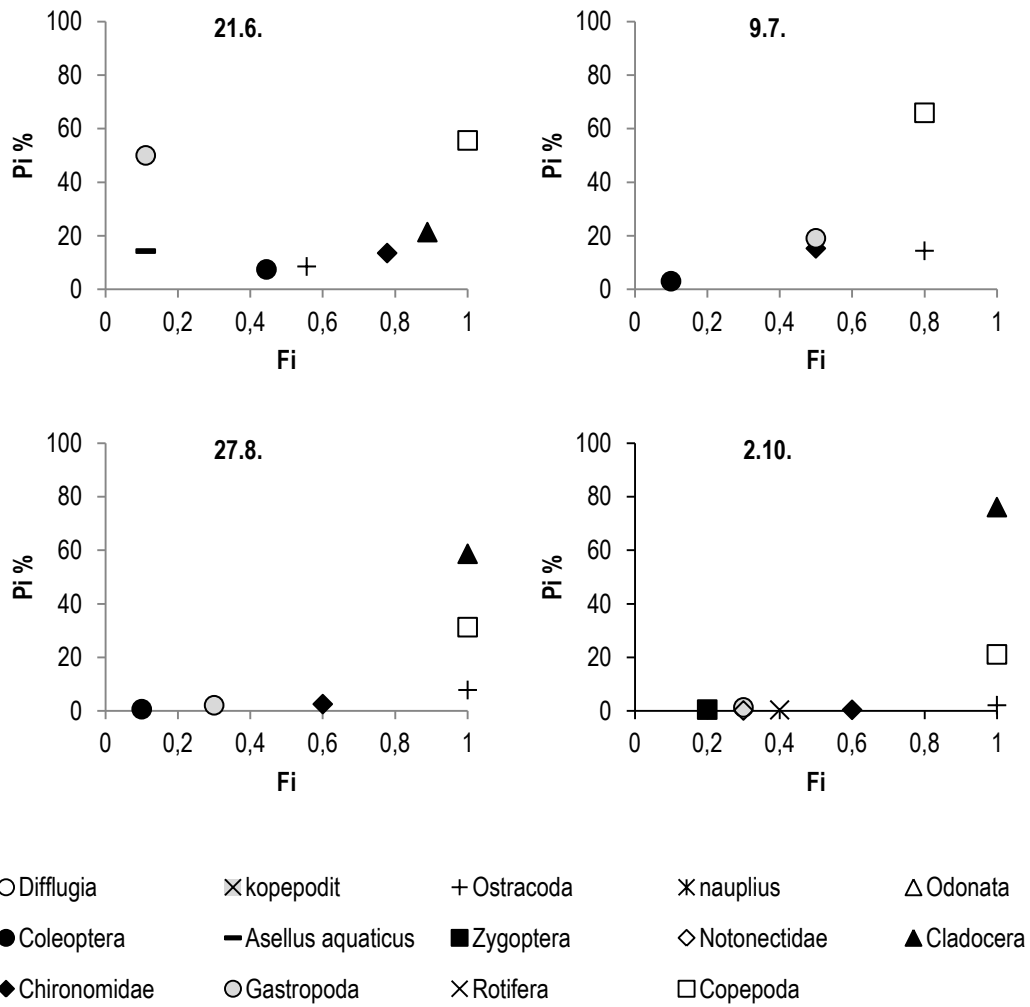 21.6.
100
80
60
40
20
0
Pi %
0 0,2 0,4 0,6 0,8 1
Fi
9.7.
100
80
60
40
20
0
Pi %
0 0,2 0,4 0,6 0,8 1
Fi
27.8.
100
80
60
40
20
0
Pi %
0 0,2 0,4 0,6 0,8 1
Fi
2.10.
100
80
60
40
20
0
Pi %
0 0,2 0,4 0,6 0,8 1
Fi
Difflugia kopepodit Ostracoda nauplius Odonata
Coleoptera Asellus aquaticus Zygoptera Notonectidae Cladocera
Chironomidae Gastropoda Rotifera Copepoda